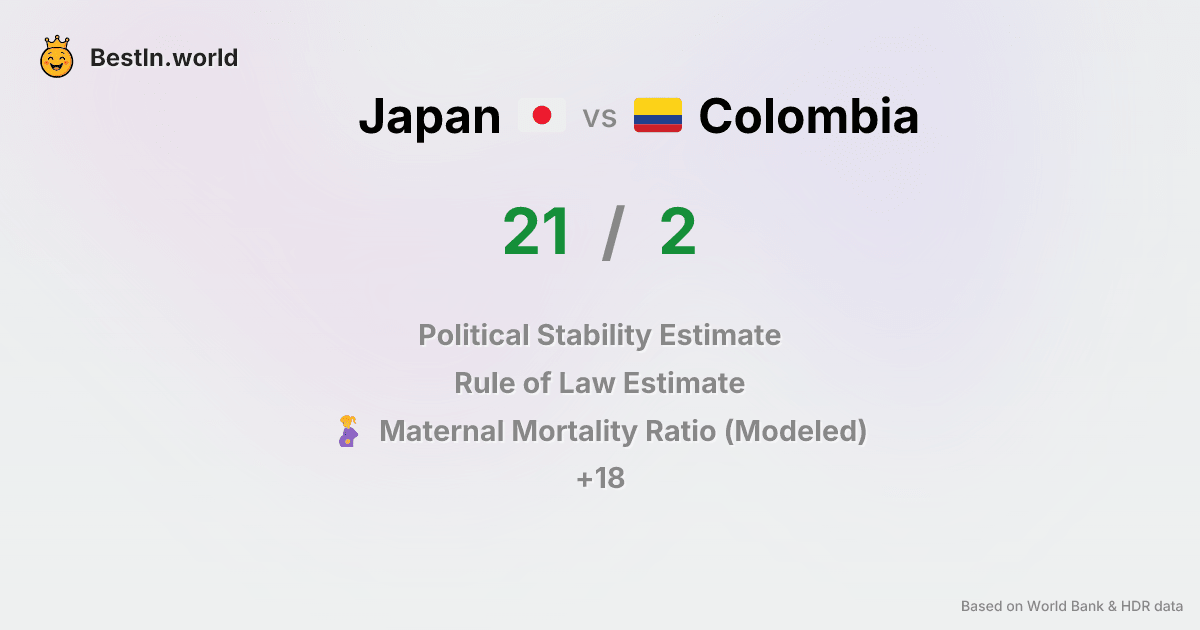 BestIn.world
Japan vs Colombia
21 / 2
Political Stability Estimate
Rule of Law Estimate
Maternal Mortality Ratio (Modeled)
+18
Based on World Bank & HDR data